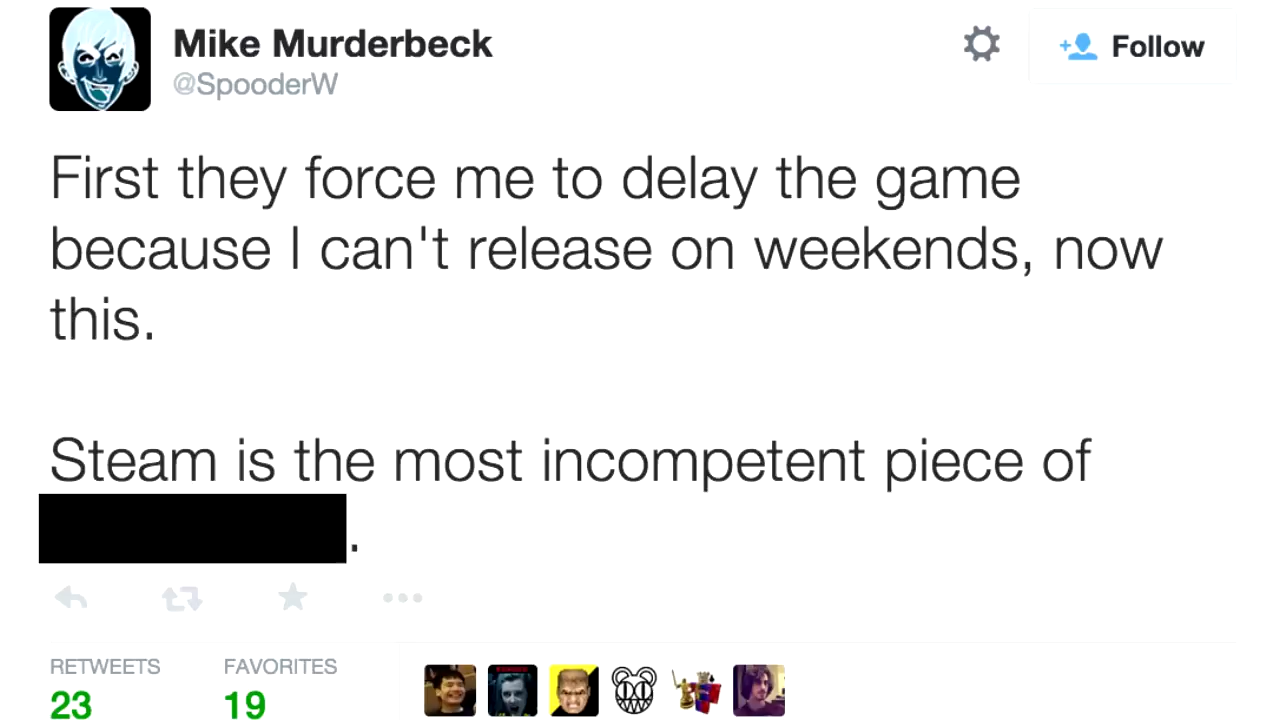 Mike Murderbeck
@SpooderW
Follow
First they force me to delay the game
because I can't release on weekends, now
this.
Steam is the most incompetent piece of
.
RETWEETS FAVORITES
23 19